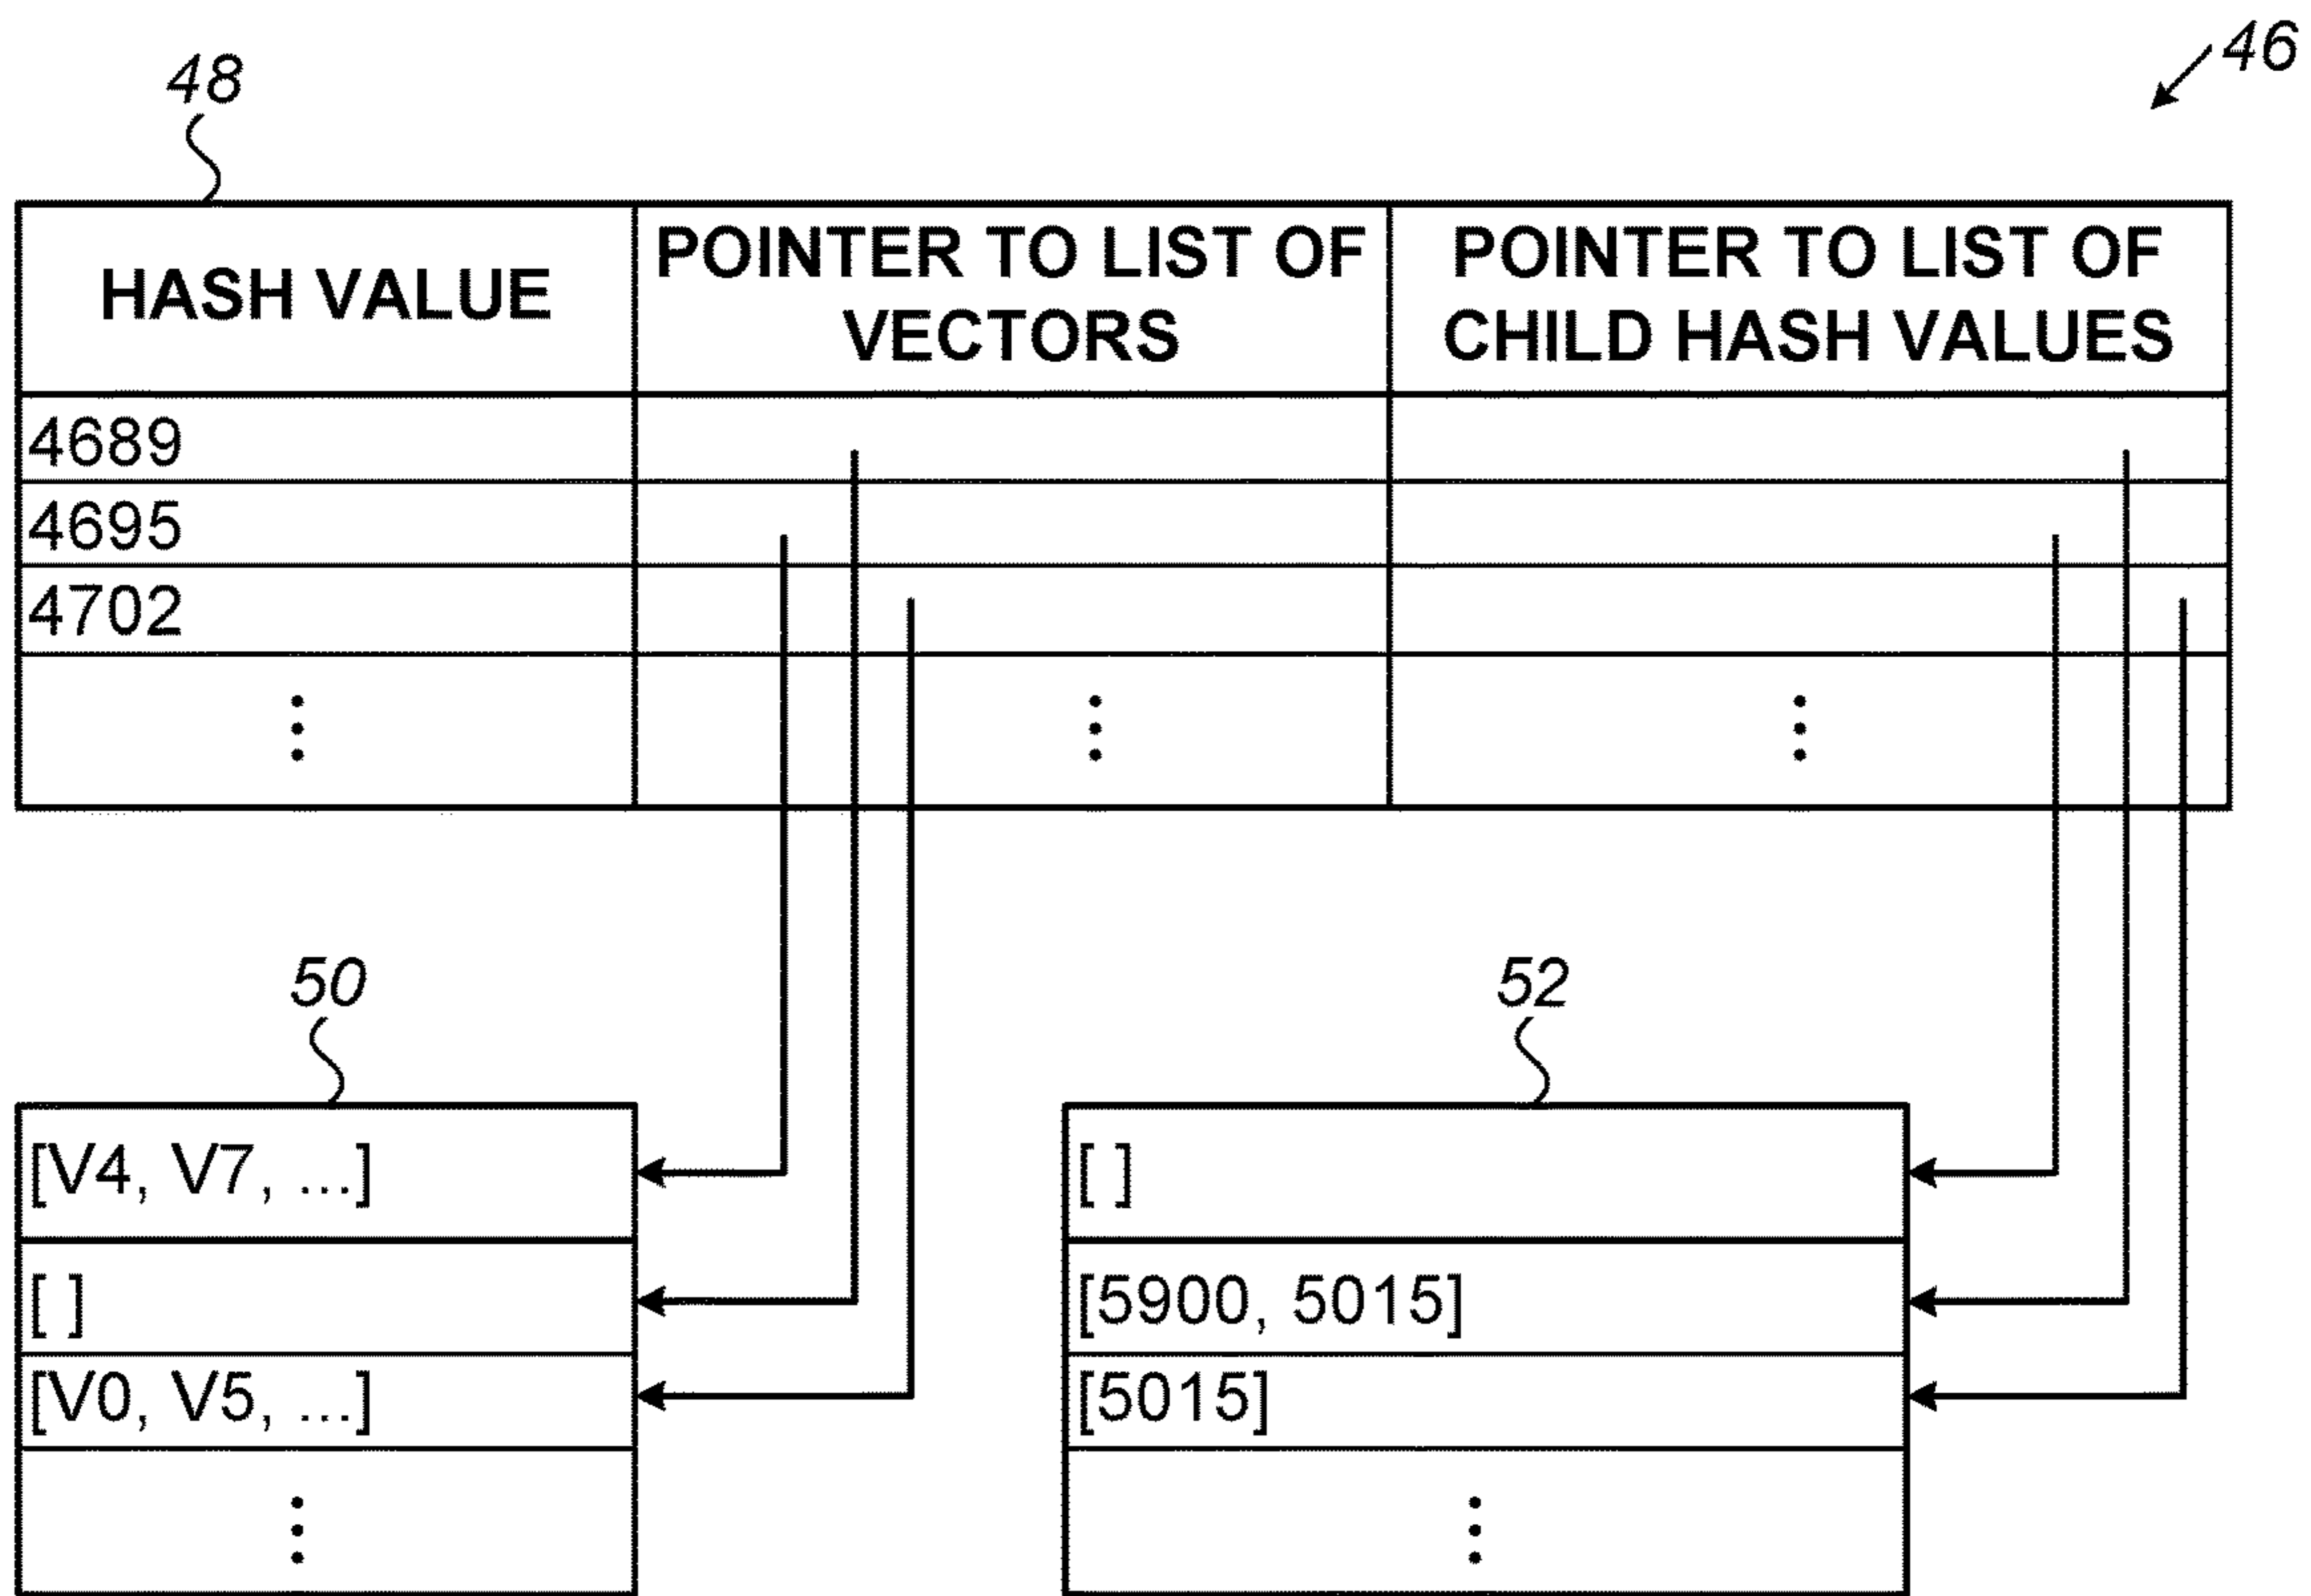 46
48
HASH VALUE
POINTER TO LIST OF
VECTORS
POINTER TO LIST OF
CHILD HASH VALUES
4689
4695
4702
50
[V4, V7, ...]
[ ]
[V0, V5, ...]
52
[ ]
[5900, 5015]
[5015]